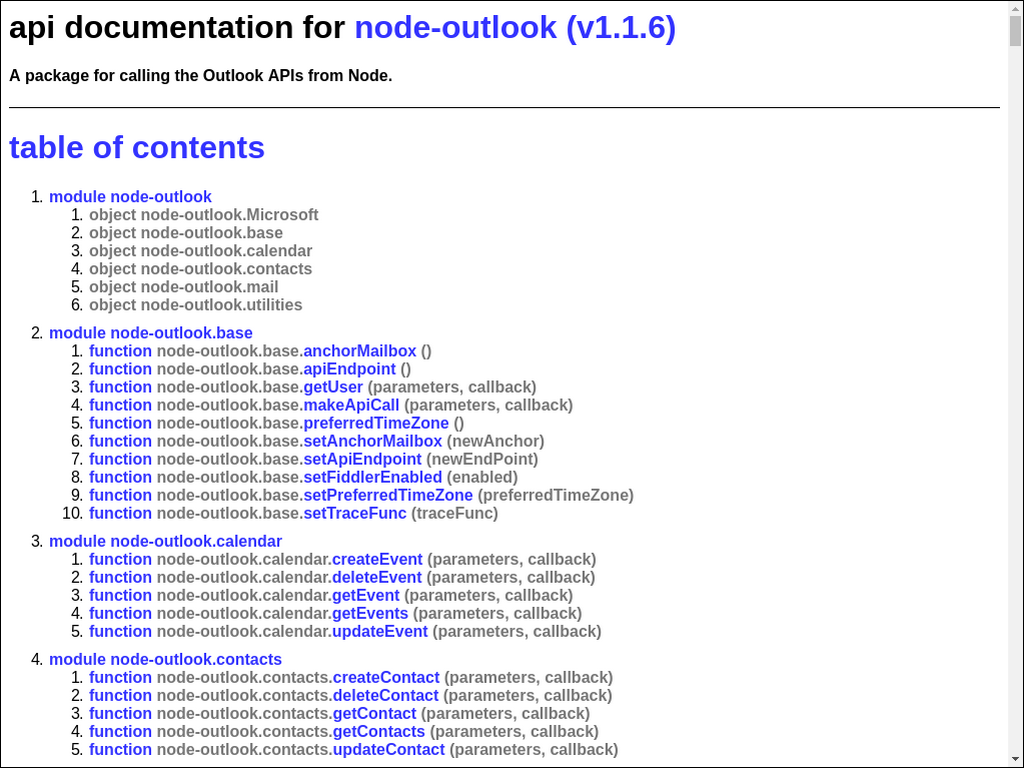 api documentation for node-outlook (v1.1.6)
A package for calling the Outlook APIs from Node.
table of contents
1. module node-outlook
1. object node-outlook.Microsoft
2. object node-outlook.base
3. object node-outlook.calendar
4. object node-outlook.contacts
5. object node-outlook.mail
6. object node-outlook.utilities
2. module node-outlook.base
1. function node-outlook.base.anchorMailbox ()
2. function node-outlook.base.apiEndpoint ()
3. function node-outlook.base.getUser (parameters, callback)
4. function node-outlook.base.makeApiCall (parameters, callback)
5. function node-outlook.base.preferredTimeZone ()
6. function node-outlook.base.setAnchorMailbox (newAnchor)
7. function node-outlook.base.setApiEndpoint (newEndPoint)
8. function node-outlook.base.setFiddlerEnabled (enabled)
9. function node-outlook.base.setPreferredTimeZone (preferredTimeZone)
10. function node-outlook.base.setTraceFunc (traceFunc)
3. module node-outlook.calendar
1. function node-outlook.calendar.createEvent (parameters, callback)
2. function node-outlook.calendar.deleteEvent (parameters, callback)
3. function node-outlook.calendar.getEvent (parameters, callback)
4. function node-outlook.calendar.getEvents (parameters, callback)
5. function node-outlook.calendar.updateEvent (parameters, callback)
4. module node-outlook.contacts
1. function node-outlook.contacts.createContact (parameters, callback)
2. function node-outlook.contacts.deleteContact (parameters, callback)
3. function node-outlook.contacts.getContact (parameters, callback)
4. function node-outlook.contacts.getContacts (parameters, callback)
5. function node-outlook.contacts.updateContact (parameters, callback)